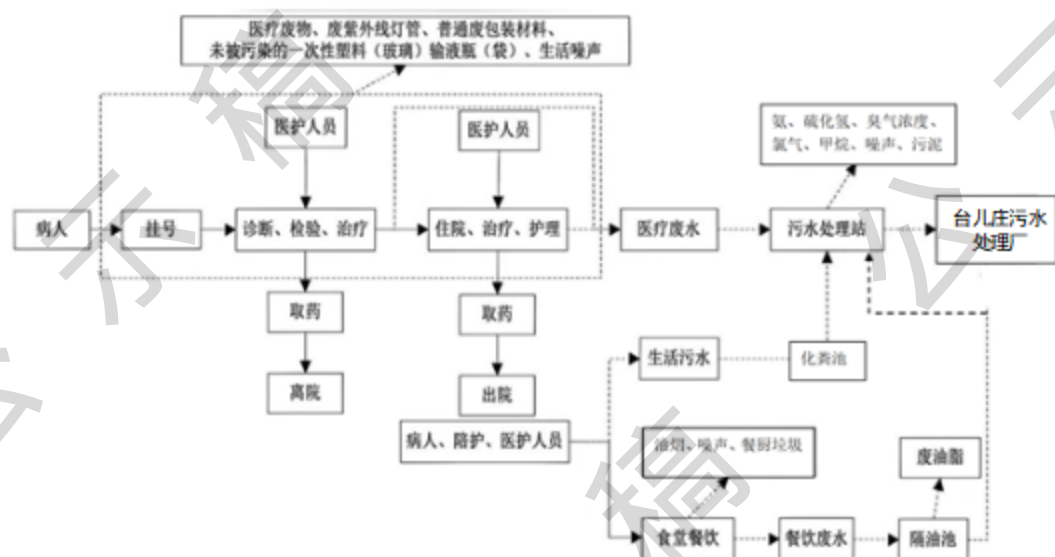 医疗废物、废紫外线灯管、普通废包装材料、
未被污染的一次性塑料（玻璃）输液瓶（袋）、生活噪声
医护人员
医护人员
氨、硫化氢、臭气浓度、
氯气、甲烷、噪声、污泥
病人
挂号
诊断、检验、治疗
住院、治疗、护理
医疗废水
污水处理站
台儿庄污水
处理厂
取药
取药
生活污水
化粪池
离院
出院
病人、陪护、医护人员
油烟、噪声、餐厨垃圾
废油脂
食堂餐饮
餐饮废水
隔油池
公示稿
公示稿